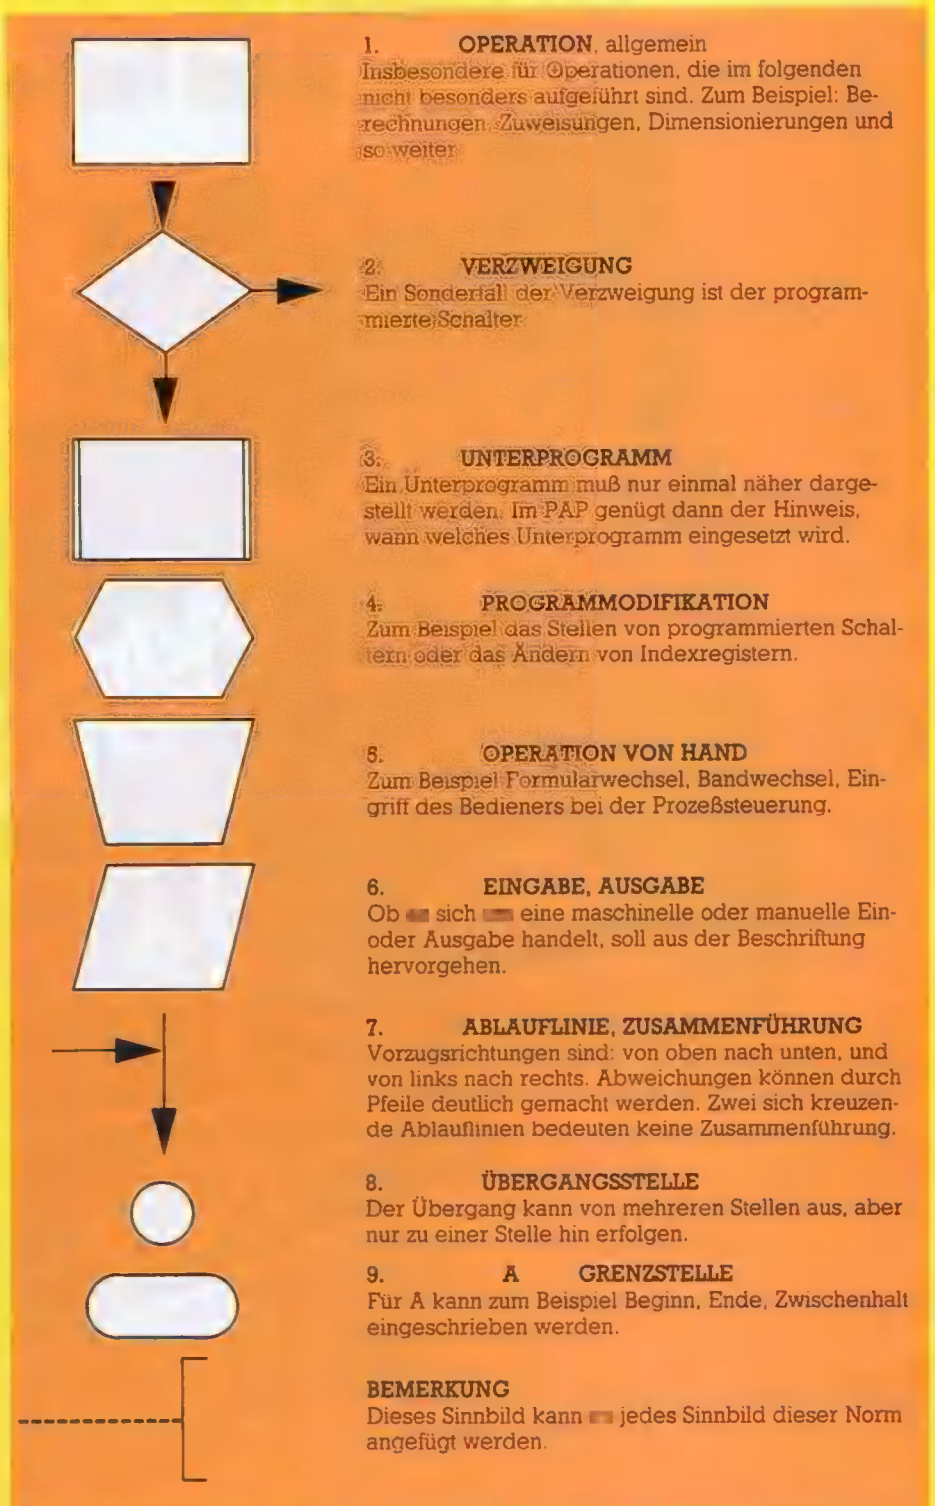 1. OPERATION, allgemein
Insbesondere für Operationen, die im folgenden
nicht besonders aufgeführt sind. Zum Beispiel: Be-
rechnungen, Zuweisungen, Dimensionierungen und
so weiter
2. VERZWEIGUNG
Ein Sonderfall der Verzweigung ist der program-
mierte Schalter
3. UNTERPROGRAMM
Ein Unterprogramm muß nur einmal näher darge-
stellt werden. Im PAP genügt dann der Hinweis,
wann welches Unterprogramm eingesetzt wird.
4. PROGRAMMODIFIKATION
Zum Beispiel das Stellen von programmierten Schal-
tern oder das Ändern von Indexregistern.
5. OPERATION VON HAND
Zum Beispiel Formularwechsel, Bandwechsel, Ein-
griff des Bedieners bei der Prozeßsteuerung.
6. EINGABE, AUSGABE
Ob sich eine maschinelle oder manuelle Ein-
oder Ausgabe handelt, soll aus der Beschriftung
hervorgehen.
7. ABLAUFLINIE, ZUSAMMENFÜHRUNG
Vorzugsrichtungen sind: von oben nach unten, und
von links nach rechts. Abweichungen können durch
Pfeile deutlich gemacht werden. Zwei sich kreuzen-
de Ablauflinien bedeuten keine Zusammenführung.
8. ÜBERGANGSSTELLE
Der Übergang kann von mehreren Stellen aus, aber
nur zu einer Stelle hin erfolgen.
9. A GRENZSTELLE
Für A kann zum Beispiel Beginn, Ende, Zwischenhalt
eingeschrieben werden.
BEMERKUNG
Dieses Sinnbild kann jedes Sinnbild dieser Norm
angefügt werden.